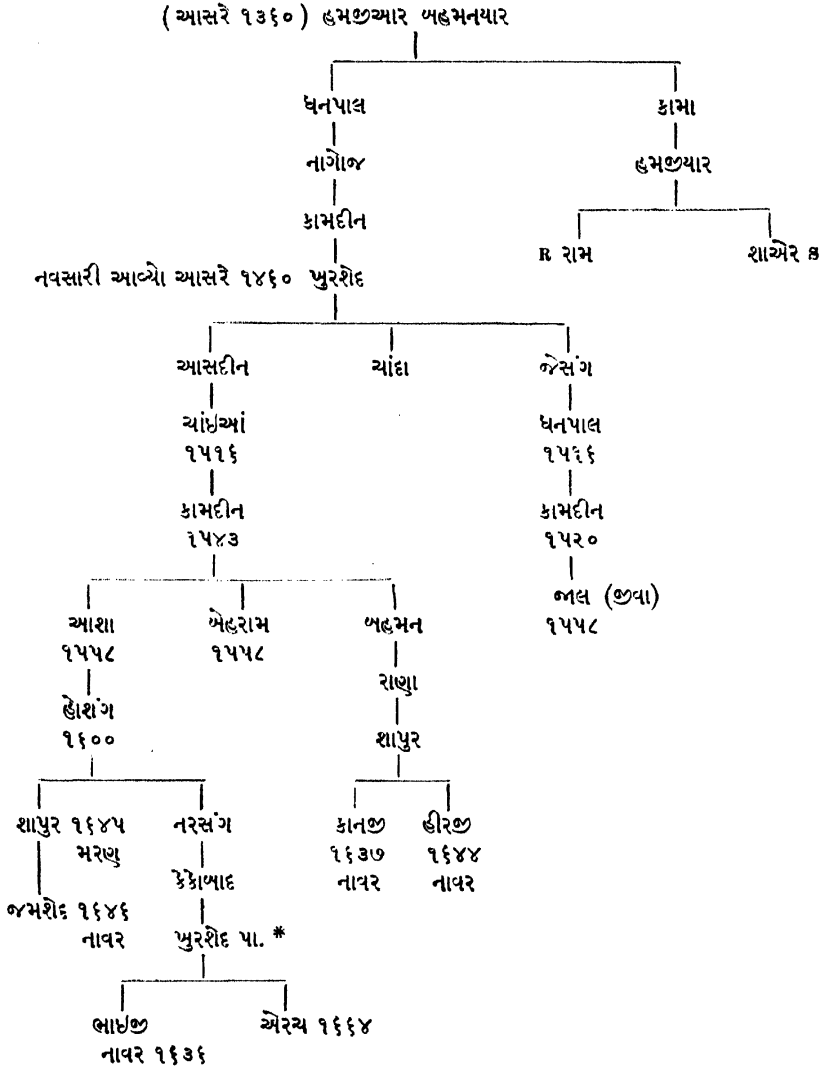 (આસરે ૧૩૬૦) હમજીઆર બહમનયાર
ધનપાલ કામા
નાગોજ હમજીયાર
કામદીન
R રામ શાએર S
નવસારી આવ્યો આસરે ૧૪૬૦ ખુરશેદ
આસદીન ચાંદા જેસંગ
ચાંઇઆં ધનપાલ
૧૫૧૬ ૧૫૧૬
કામદીન કામદીન
૧૫૪૩ ૧૫૨૦
જાલ (જીવા)
આશા બેહરામ બહમન ૧૫૫૮
૧૫૫૮ ૧૫૫૮
રાણા
હોશંગ
૧૬૦૦ શાપુર
શાપુર ૧૬૪૫ નરસંગ કાનજી હીરજી
મરણ ૧૬૩૭ ૧૬૪૪
કેકોબાદ નાવર નાવર
જમશેદ ૧૬૪૬
નાવર ખુરશેદ પા. *
ભાઇજી એરચ ૧૬૬૪
નાવર ૧૬૩૬